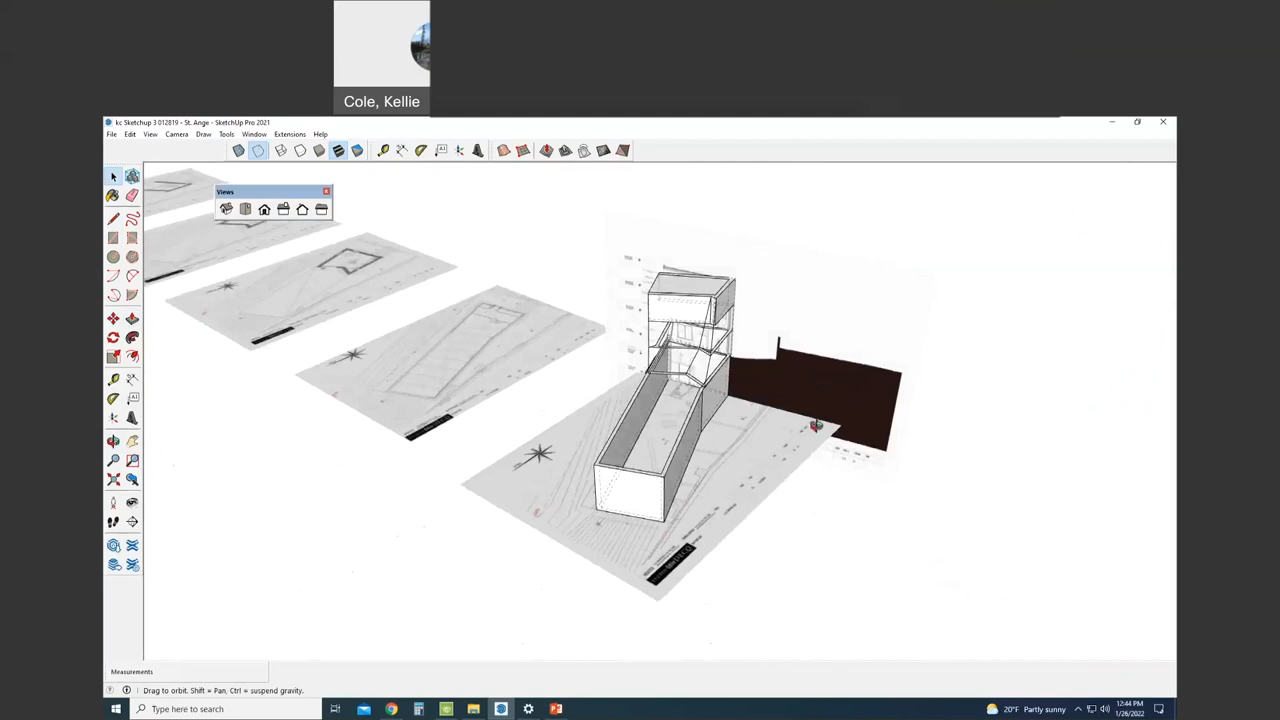 Cole, Kellie
kc Sketchup 3 012819 - St. Ange - SketchUp Pro 2021
File Edit View Camera Draw Tools Window Extensions Help
Views
Measurements
Drag to orbit. Shift = Pan, Ctrl = suspend gravity.
Type here to search
20°F Partly sunny
12:44 PM
1/26/2022